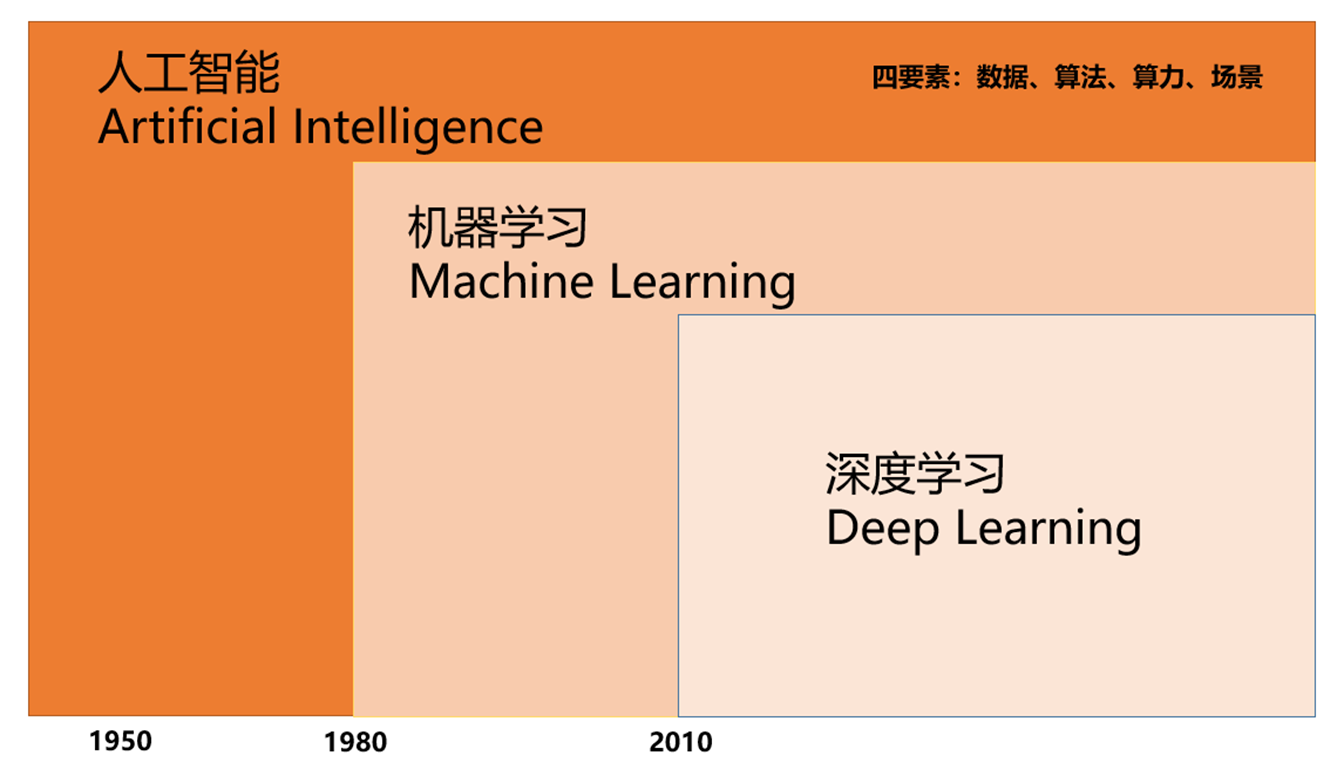 人工智能
Artificial Intelligence
四要素：数据、算法、算力、场景
机器学习
Machine Learning
深度学习
Deep Learning
1950
1980
2010